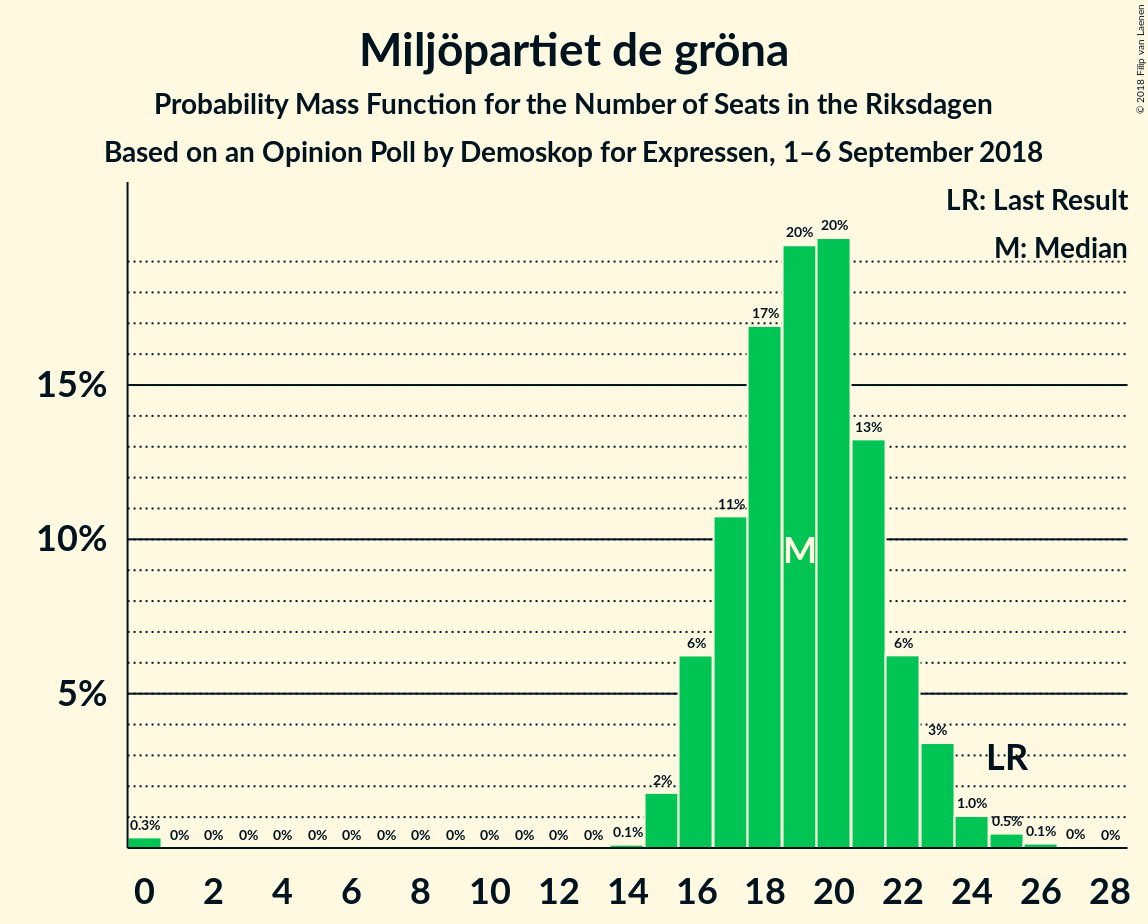 Miljöpartiet de gröna
Probability Mass Function for the Number of Seats in the Riksdagen
Based on an Opinion Poll by Demoskop for Expressen, 1–6 September 2018
© 2018 Filip van Laenen
LR: Last Result
M: Median
15%
10%
5%
0.3% 0% 0% 0% 0% 0% 0% 0% 0% 0% 0% 0% 0% 0% 0.1% 2% 6% 11% 17% 20% 20% 13% 6% 3% 1.0% 0.5% 0.1% 0% 0%
M
LR
0 2 4 6 8 10 12 14 16 18 20 22 24 26 28